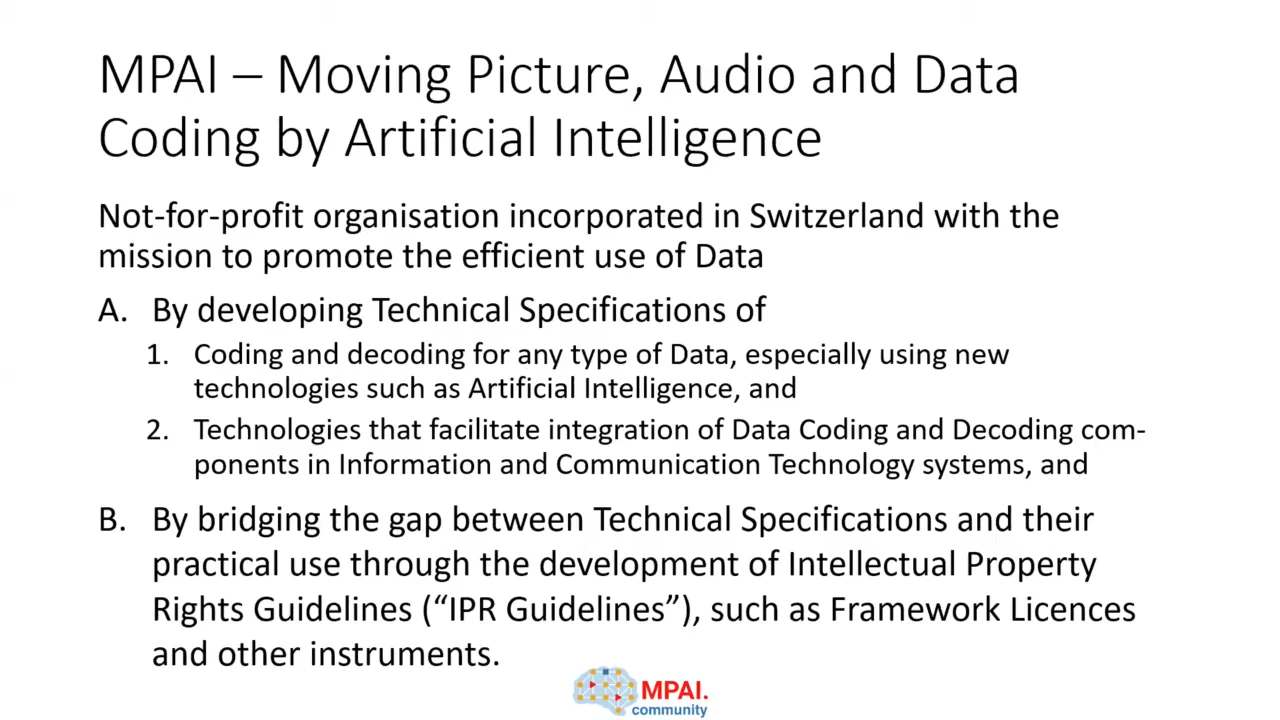 MPAI – Moving Picture, Audio and Data
Coding by Artificial Intelligence
Not-for-profit organisation incorporated in Switzerland with the
mission to promote the efficient use of Data
A. By developing Technical Specifications of
1. Coding and decoding for any type of Data, especially using new
technologies such as Artificial Intelligence, and
2. Technologies that facilitate integration of Data Coding and Decoding com-
ponents in Information and Communication Technology systems, and
B. By bridging the gap between Technical Specifications and their
practical use through the development of Intellectual Property
Rights Guidelines (“IPR Guidelines”), such as Framework Licences
and other instruments.
MPAI.
community